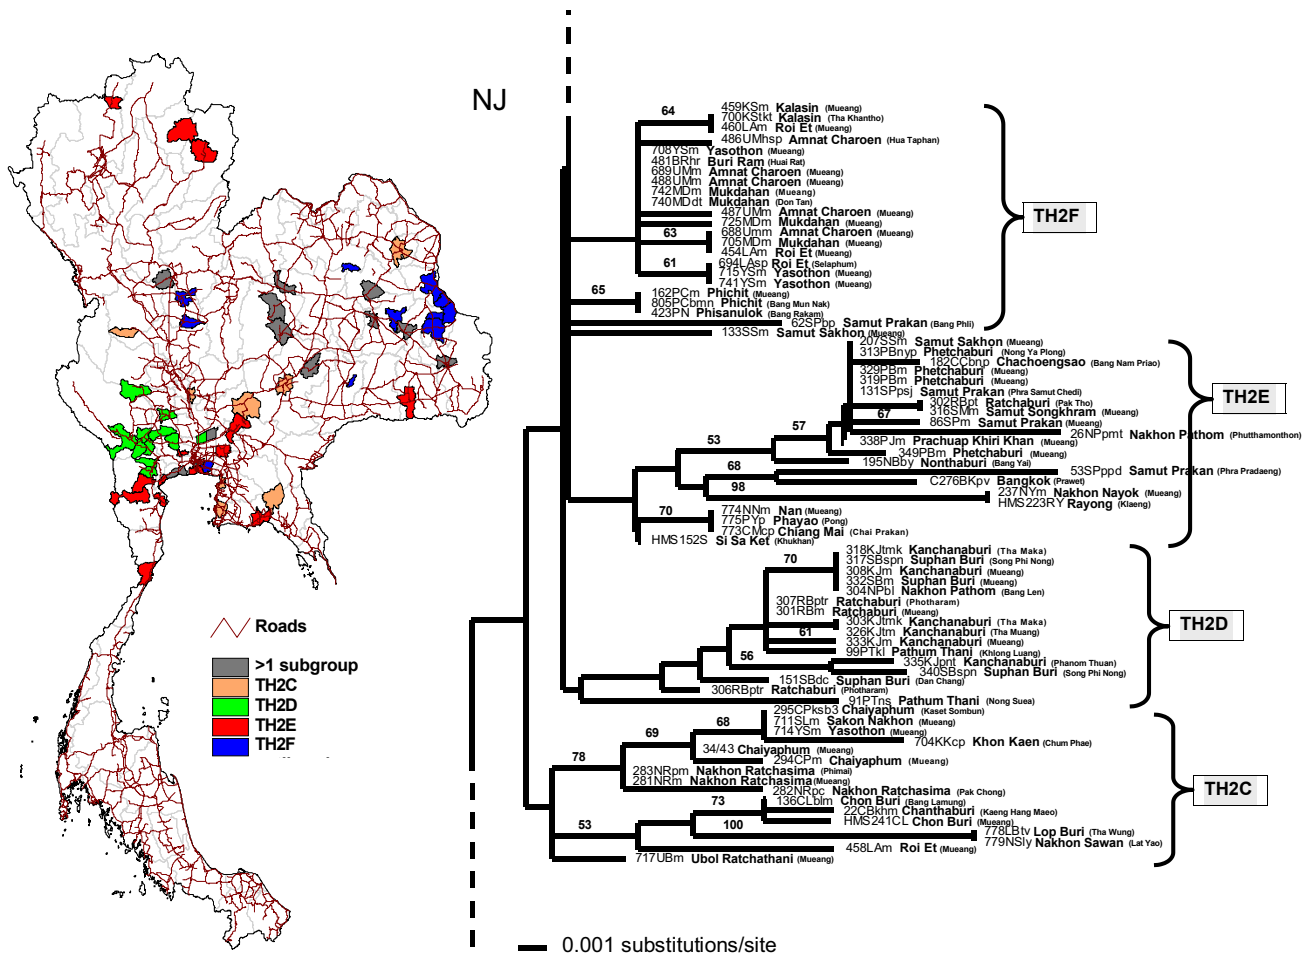 NJ
64
459KSm Kalasin (Mueang)
700KStkt Kalasin (Tha Khantho)
460LAm Roi Et (Mueang)
486UMhsp Amnat Charoen (Hua Taphan)
708YSm Yasothon (Mueang)
481BRhr Buri Ram (Huai Rat)
689UMm Amnat Charoen (Mueang)
488UMm Amnat Charoen (Mueang)
742MDm Mukdahan (Mueang)
740MDdt Mukdahan (Don Tan)
487UMm Amnat Charoen (Mueang)
725MDm Mukdahan (Mueang)
63
688Umm Amnat Charoen (Mueang)
705MDm Mukdahan (Mueang)
454LAm Roi Et (Mueang)
61
694LAsp Roi Et (Selaphum)
715YSm Yasothon (Mueang)
741YSm Yasothon (Mueang)
TH2F
65
162PCm Phichit (Mueang)
805PCbmn Phichit (Bang Mun Nak)
423PN Phisanulok (Bang Rakam)
62SPbp Samut Prakan (Bang Phli)
133SSm Samut Sakhon (Mueang)
207SSm Samut Sakhon (Mueang)
313PBnyp Phetchaburi (Nong Ya Plong)
182CCbnp Chachoengsao (Bang Nam Priao)
329PBm Phetchaburi (Mueang)
319PBm Phetchaburi (Mueang)
131SPpsj Samut Prakan (Phra Samut Chedi)
302RBpt Ratchaburi (Pak Tho)
67
316SMm Samut Songkhram (Mueang)
86SPm Samut Prakan (Mueang)
57
26NPpmt Nakhon Pathom (Phutthamonthon)
338PJm Prachuap Khiri Khan (Mueang)
53
349PBm Phetchaburi (Mueang)
195NBby Nonthaburi (Bang Yai)
68
53SPppd Samut Prakan (Phra Pradaeng)
C276BKpv Bangkok (Prawet)
98
237NYm Nakhon Nayok (Mueang)
HMS223RY Rayong (Klaeng)
70
774NNm Nan (Mueang)
775PYp Phayao (Pong)
773CMcp Chiang Mai (Chai Prakan)
HMS152S Si Sa Ket (Khukhan)
TH2E
70
318KJtmk Kanchanaburi (Tha Maka)
317SBspn Suphan Buri (Song Phi Nong)
308KJm Kanchanaburi (Mueang)
332SBm Suphan Buri (Mueang)
304NPbl Nakhon Pathom (Bang Len)
307RBptr Ratchaburi (Photharam)
301RBm Ratchaburi (Mueang)
303KJtmk Kanchanaburi (Tha Maka)
61
326KJtm Kanchanaburi (Tha Muang)
333KJm Kanchanaburi (Mueang)
99PTkl Pathum Thani (Khlong Luang)
56
335KJpnt Kanchanaburi (Phanom Thuan)
340SBspn Suphan Buri (Song Phi Nong)
151SBdc Suphan Buri (Dan Chang)
306RBptr Ratchaburi (Photharam)
91PTns Pathum Thani (Nong Suea)
TH2D
295CPksb3 Chaiyaphum (Kaset Sombun)
68
711SLm Sakon Nakhon (Mueang)
714YSm Yasothon (Mueang)
69
704KKcp Khon Kaen (Chum Phae)
34/43 Chaiyaphum (Mueang)
294CPm Chaiyaphum (Mueang)
78
283NRpm Nakhon Ratchasima (Phimai)
281NRm Nakhon Ratchasima (Mueang)
282NRpc Nakhon Ratchasima (Pak Chong)
73
136CLblm Chon Buri (Bang Lamung)
22CBkhm Chanthaburi (Kaeng Hang Maeo)
HMS241CL Chon Buri (Mueang)
53
100
778LBtv Lop Buri (Tha Wung)
779NSly Nakhon Sawan (Lat Yao)
458LAm Roi Et (Mueang)
717UBm Ubol Ratchathani (Mueang)
TH2C
Roads
>1 subgroup
TH2C
TH2D
TH2E
TH2F
0.001 substitutions/site